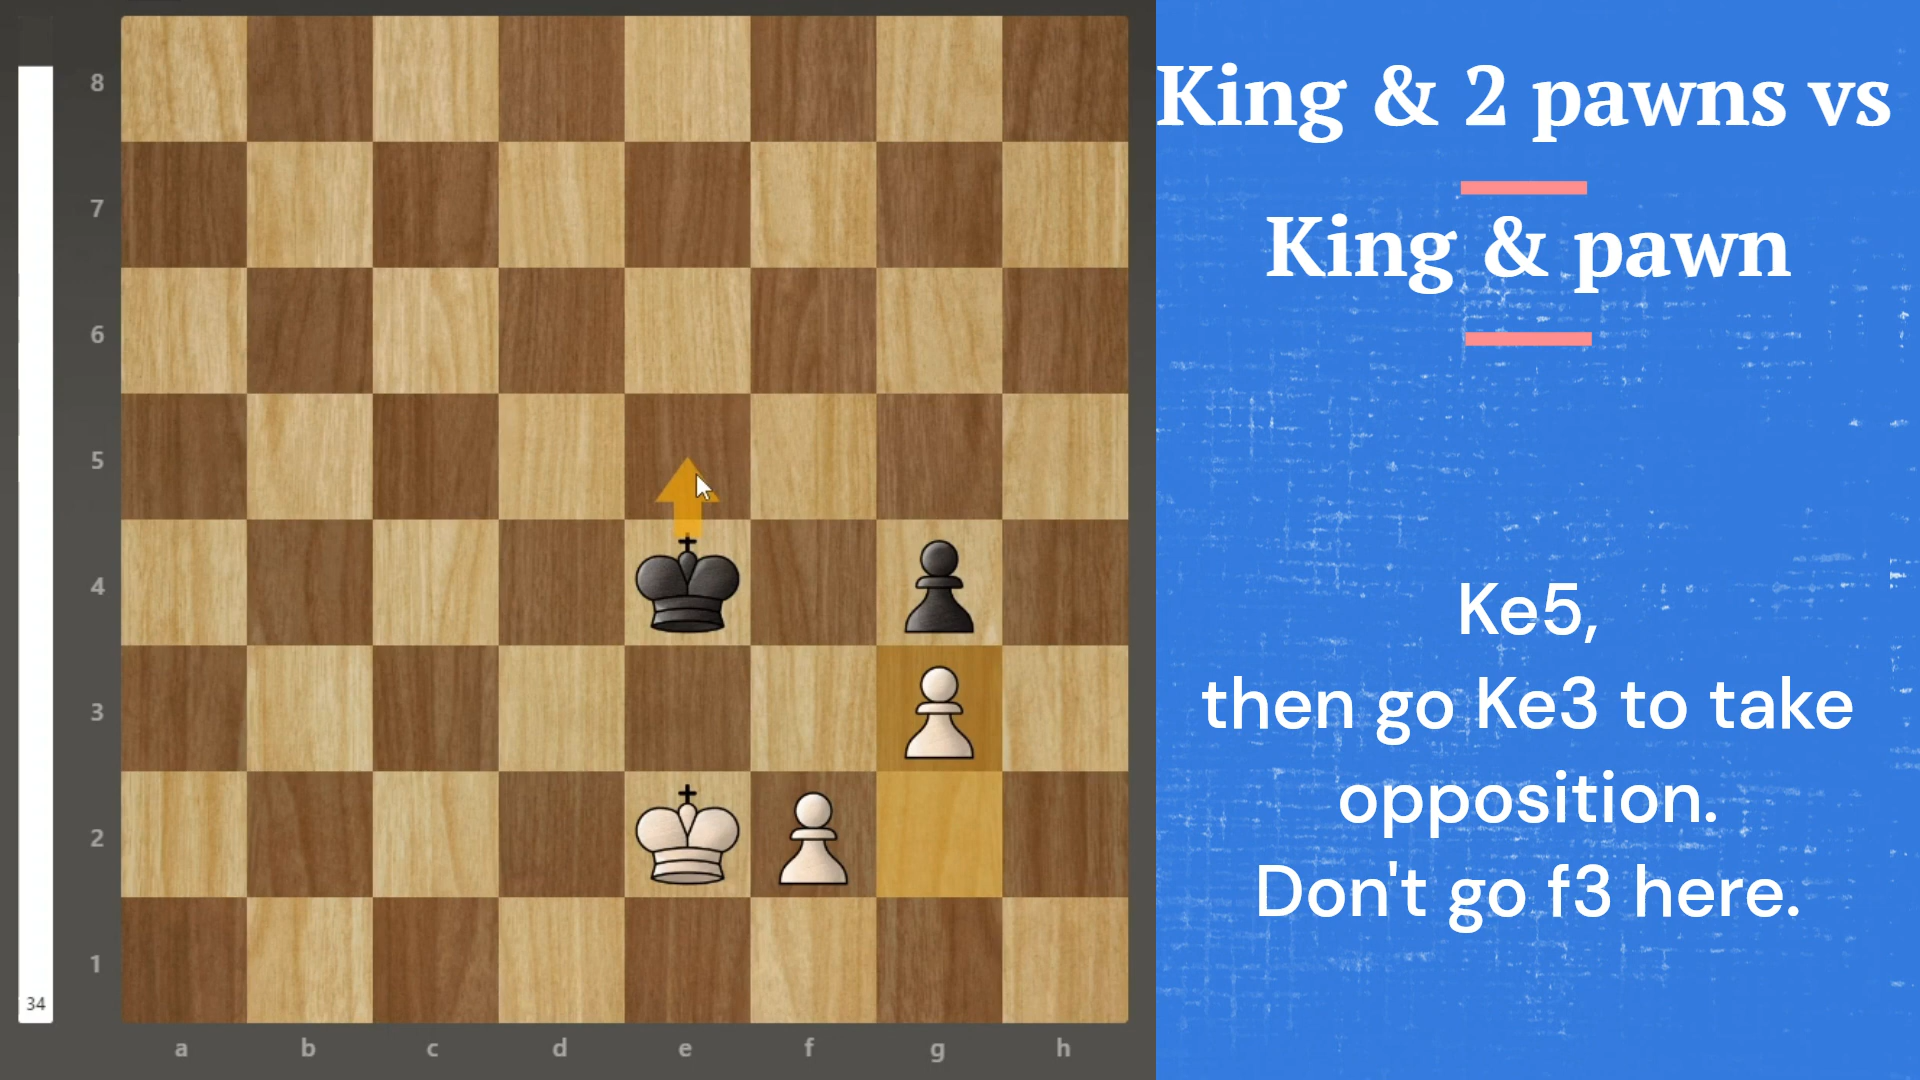 King & 2 pawns vs
King & pawn
Ke5,
then go Ke3 to take
opposition.
Don't go f3 here.
8
7
6
5
4
3
2
1
34
a b c d e f g h